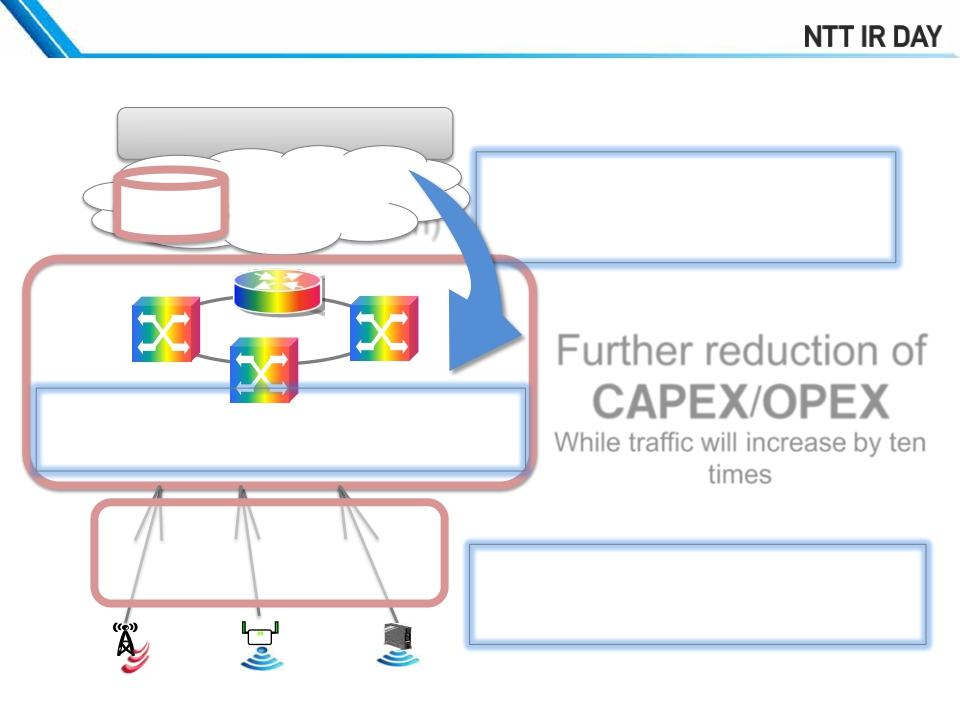 NTT IR DAY
Further reduction of
CAPEX/OPEX
While traffic will increase by ten
times